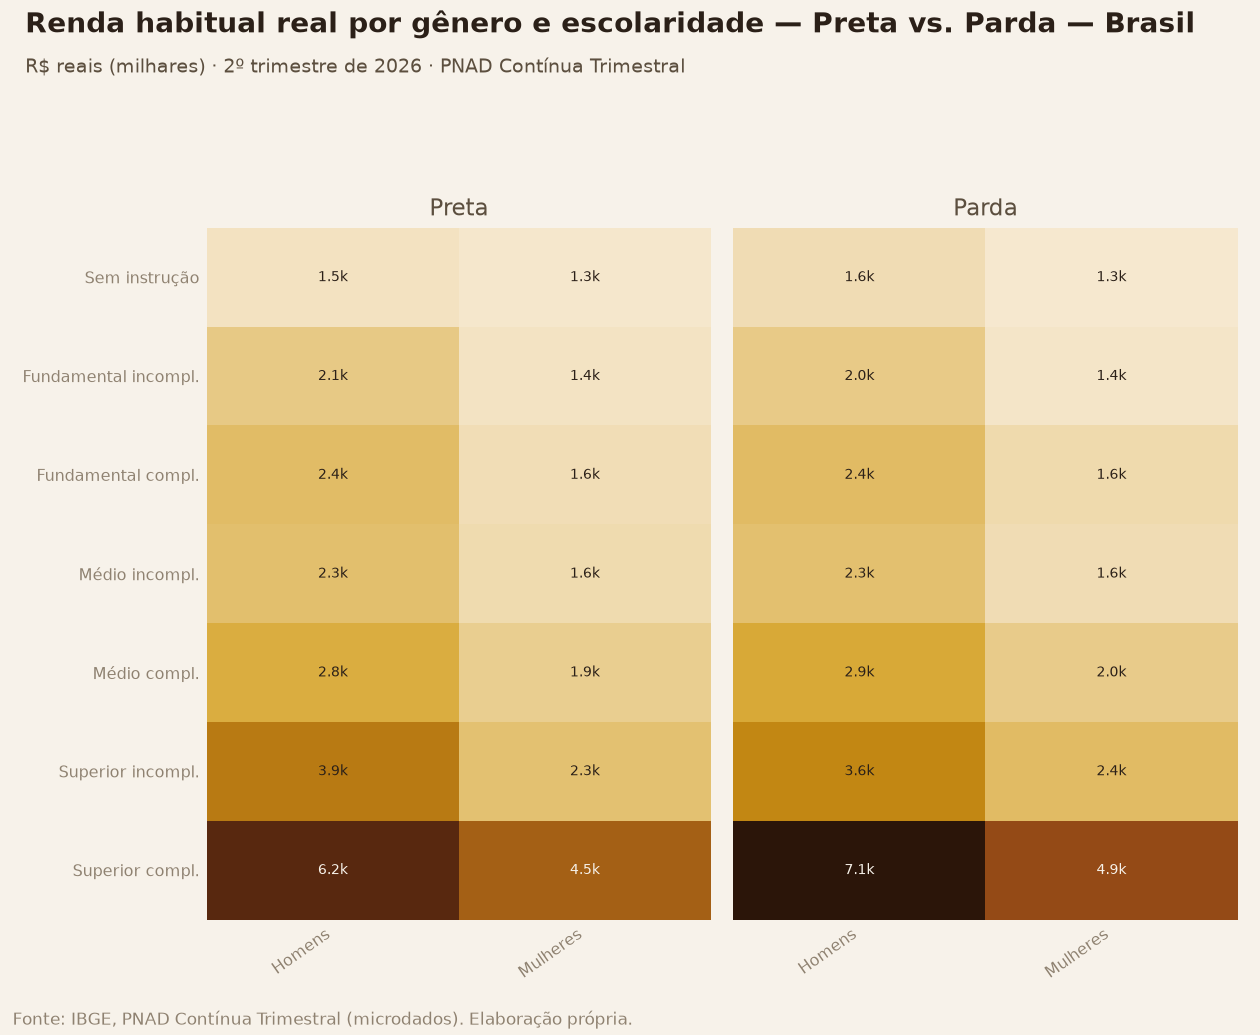 Renda habitual real por gênero e escolaridade — Preta vs. Parda — Brasil
R$ reais (milhares) · 2º trimestre de 2026 · PNAD Contínua Trimestral
Preta Parda
Sem instrução 1.5k 1.3k 1.6k 1.3k
Fundamental incompl. 2.1k 1.4k 2.0k 1.4k
Fundamental compl. 2.4k 1.6k 2.4k 1.6k
Médio incompl. 2.3k 1.6k 2.3k 1.6k
Médio compl. 2.8k 1.9k 2.9k 2.0k
Superior incompl. 3.9k 2.3k 3.6k 2.4k
Superior compl. 6.2k 4.5k 7.1k 4.9k
Homens Mulheres Homens Mulheres
Fonte: IBGE, PNAD Contínua Trimestral (microdados). Elaboração própria.